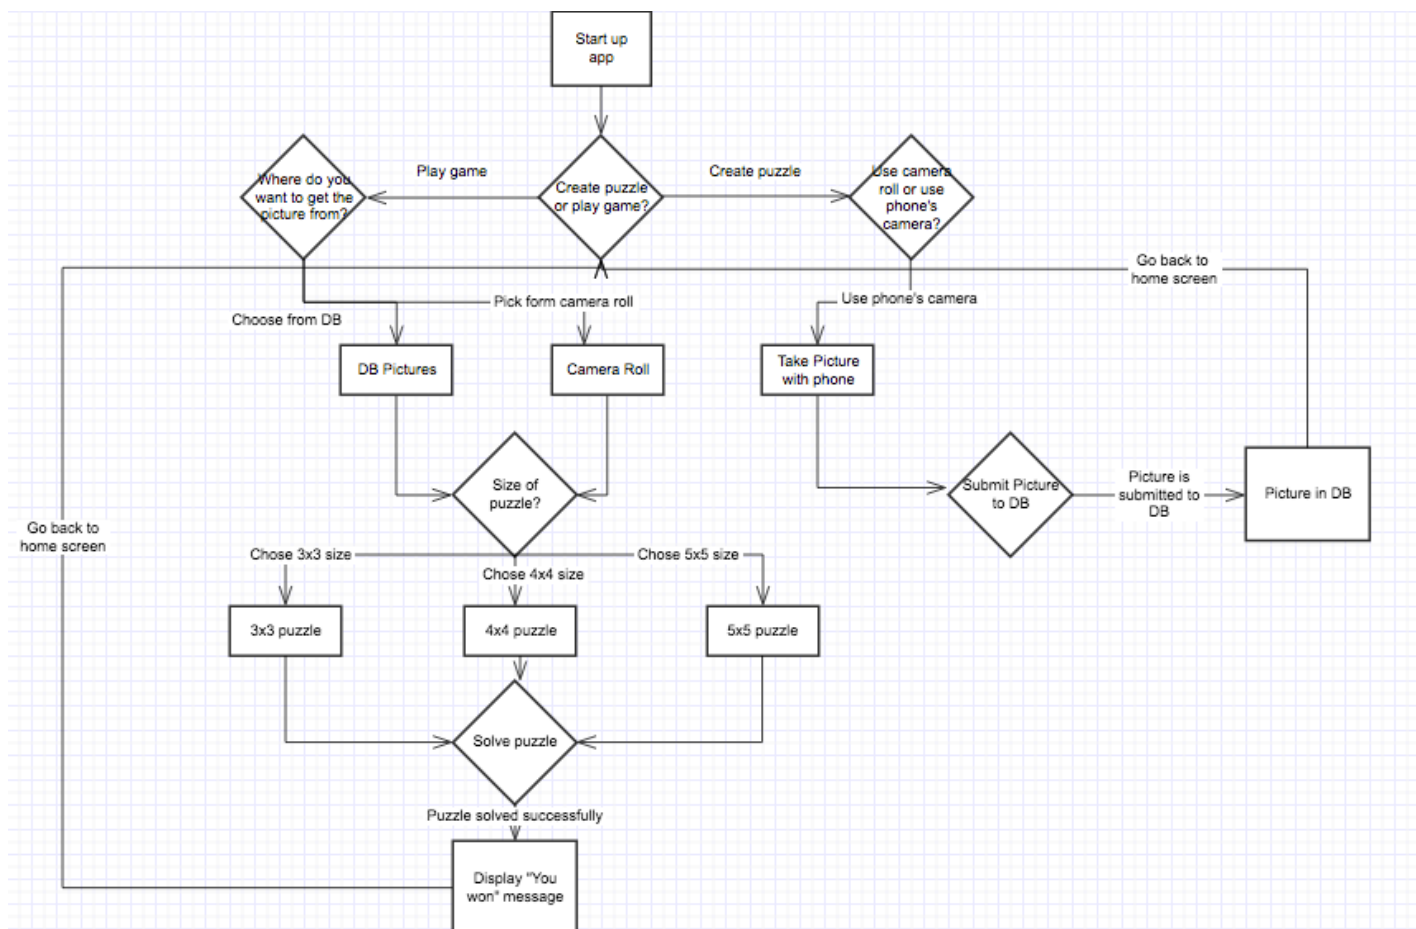 Start up
app
Play game
Create puzzle
Where do you
want to get the
picture from?
Create puzzle
or play game?
Use camera
roll or use
phone's
camera?
Go back to
home screen
Pick form camera roll
Use phone's camera
Choose from DB
DB Pictures
Camera Roll
Take Picture
with phone
Size of
puzzle?
Submit Picture
to DB
Picture is
submitted to
DB
Picture in DB
Go back to
home screen
Chose 3x3 size
Chose 4x4 size
Chose 5x5 size
3x3 puzzle
4x4 puzzle
5x5 puzzle
Solve puzzle
Puzzle solved successfully
Display "You
won" message